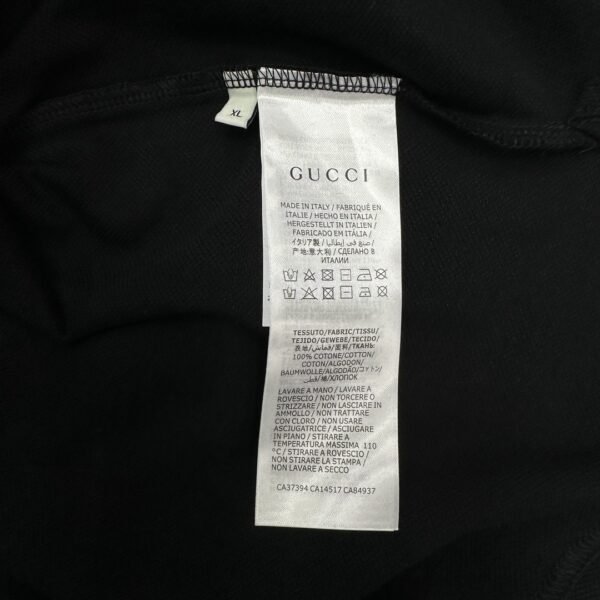 XL
GUCCI
MADE IN ITALY / FABRIQUÉ EN
ITALIE / HECHO EN ITALIA /
HERGESTELLT IN ITALIEN /
FABRICADO EM ITÁLIA /
イタリア製 / صنع في إيطاليا /
产地:意大利 / СДЕЛАНО В
ИТАЛИИ
TESSUTO/FABRIC/TISSU/
TEJIDO/GEWEBE/TECIDO/
表地/قماش/面料/ТКАНЬ:
100% COTONE/COTTON/
COTON/ALGODON/
BAUMWOLLE/ALGODÃO/コットン/
قطن/棉/ХЛОПОК
LAVARE A MANO / LAVARE A
ROVESCIO / NON TORCERE O
STRIZZARE / NON LASCIARE IN
AMMOLLO / NON TRATTARE
CON CLORO / NON USARE
ASCIUGATRICE / ASCIUGARE
IN PIANO / STIRARE A
TEMPERATURA MASSIMA 110
°C / STIRARE A ROVESCIO /
NON STIRARE LA STAMPA /
NON LAVARE A SECCO
CA37394 CA14517 CA84937